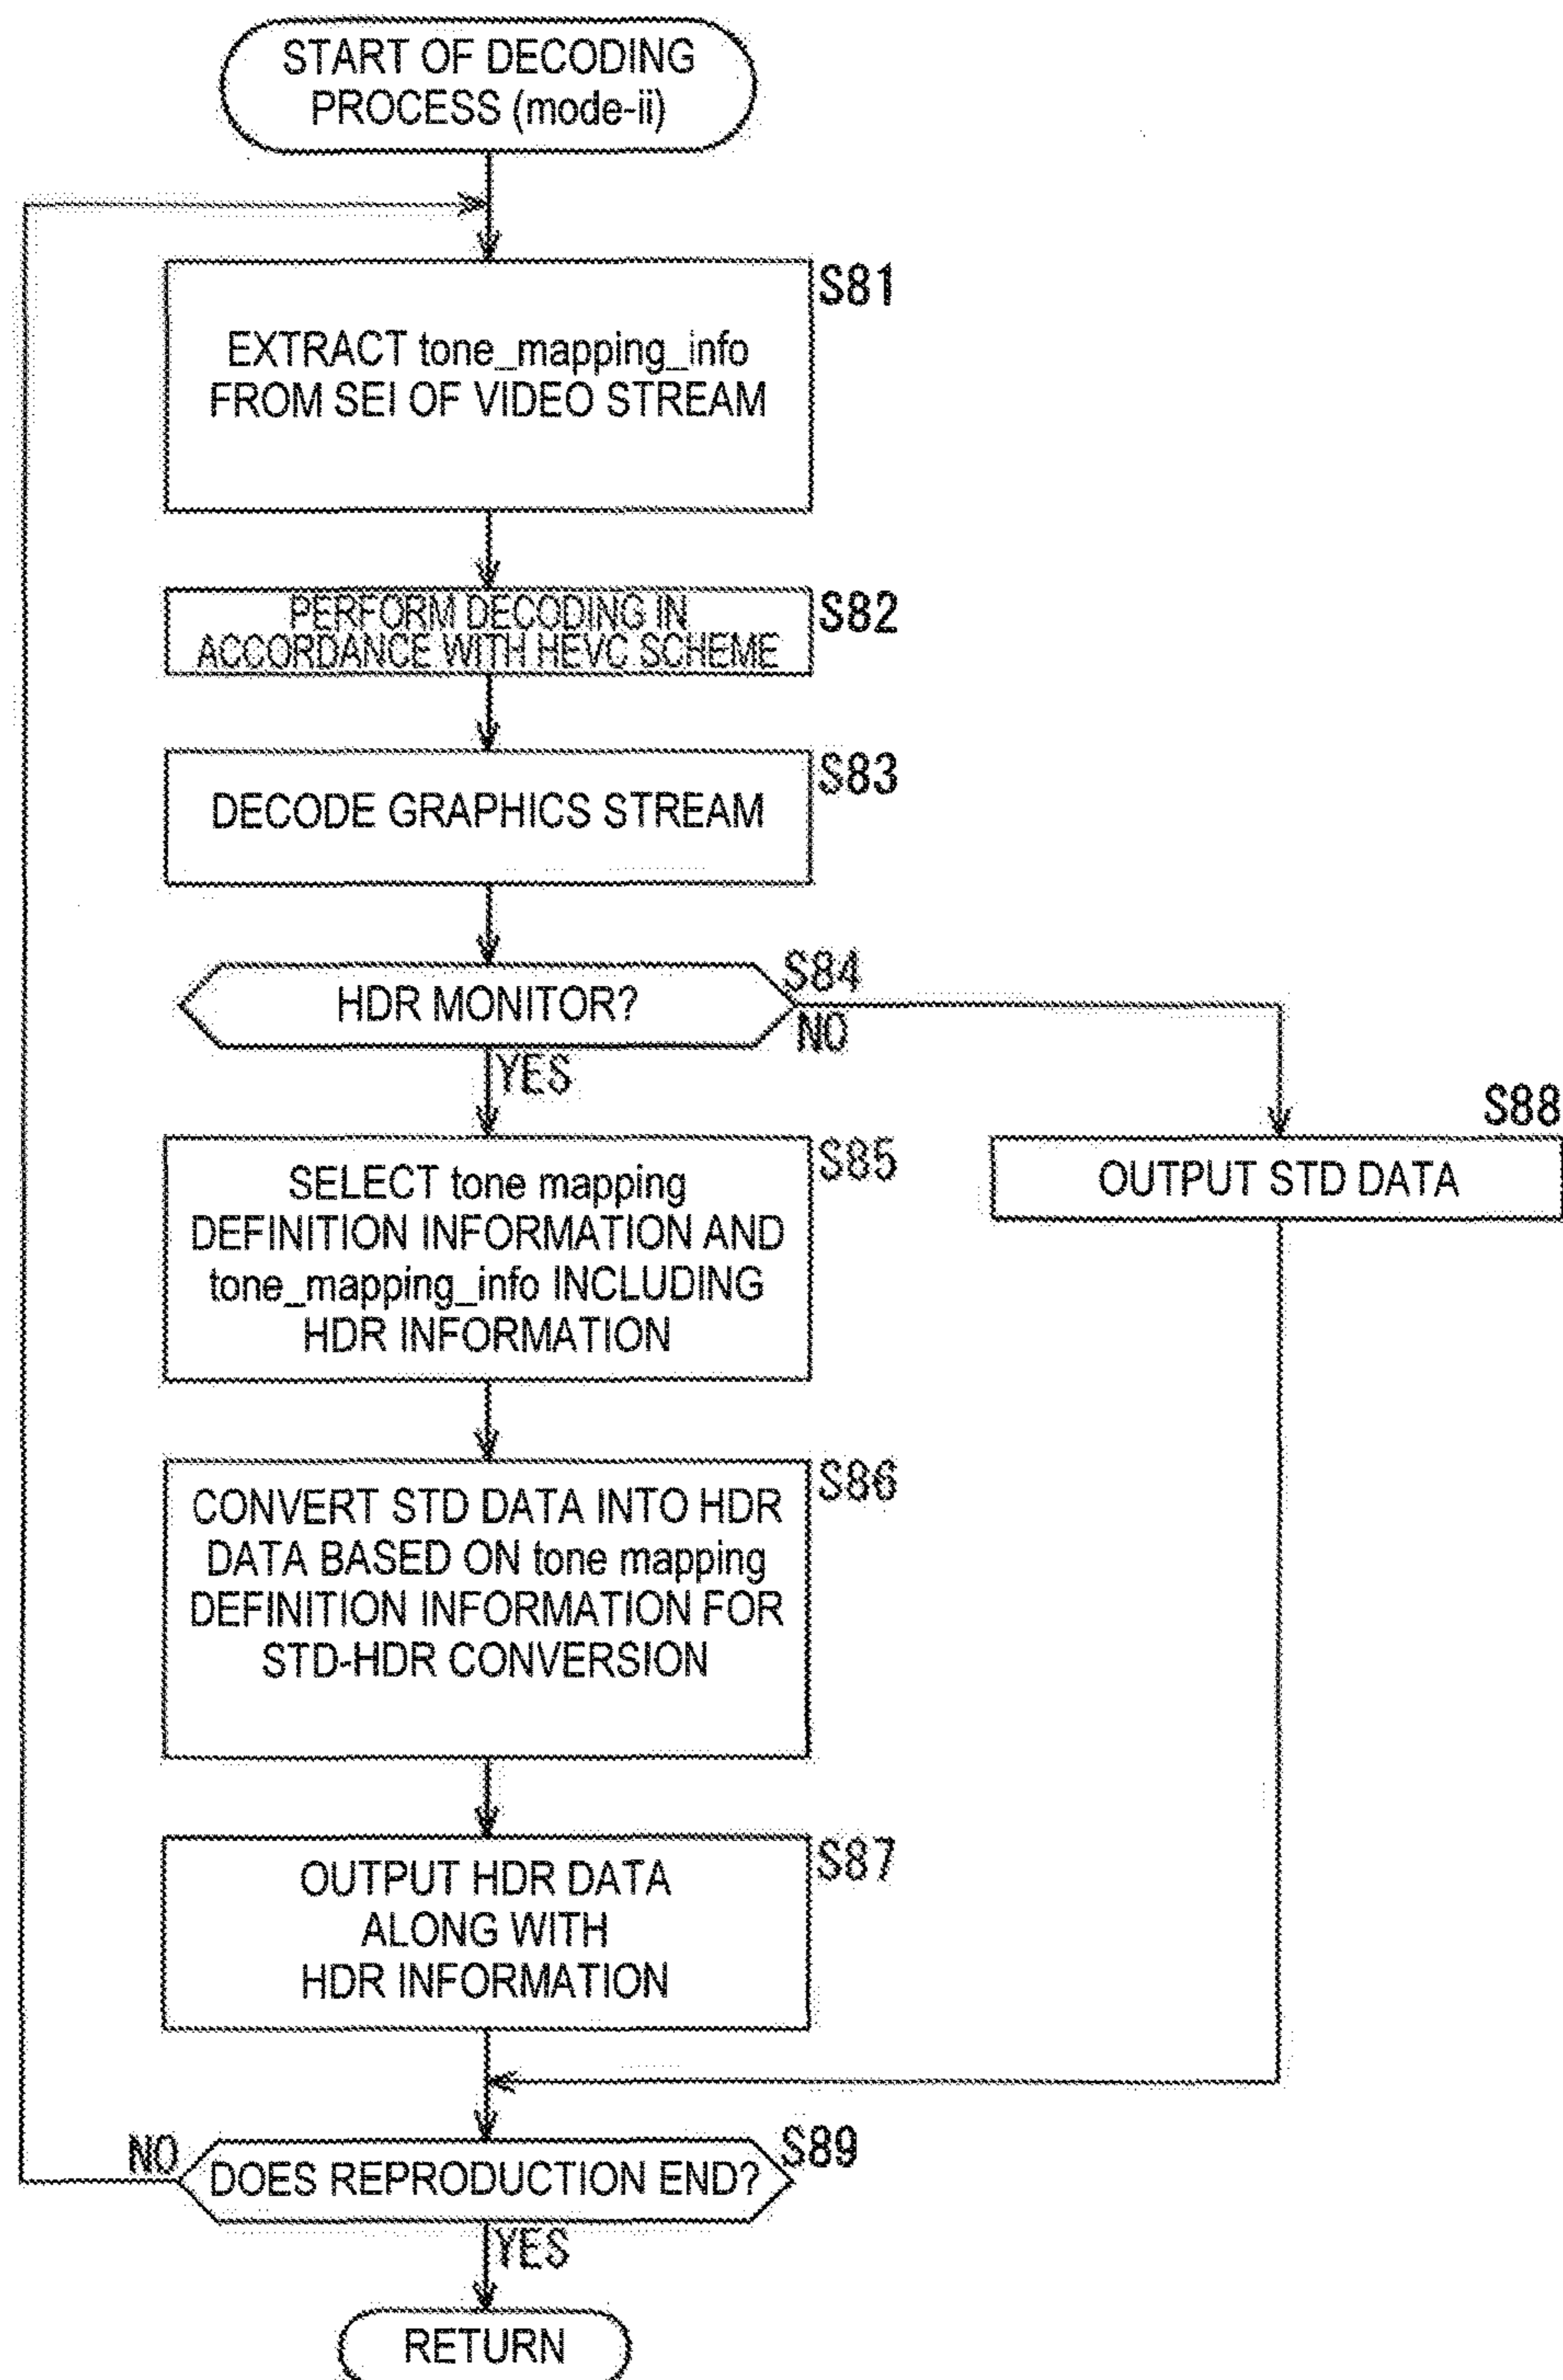 START OF DECODING
PROCESS (mode-ii)
S81
EXTRACT tone_mapping_info
FROM SEI OF VIDEO STREAM
S82
PERFORM DECODING IN
ACCORDANCE WITH HEVC SCHEME
S83
DECODE GRAPHICS STREAM
S84
HDR MONITOR?
NO
YES
S85
SELECT tone mapping
DEFINITION INFORMATION AND
tone_mapping_info INCLUDING
HDR INFORMATION
S88
OUTPUT STD DATA
S86
CONVERT STD DATA INTO HDR
DATA BASED ON tone mapping
DEFINITION INFORMATION FOR
STD-HDR CONVERSION
S87
OUTPUT HDR DATA
ALONG WITH
HDR INFORMATION
S89
NO
DOES REPRODUCTION END?
YES
RETURN